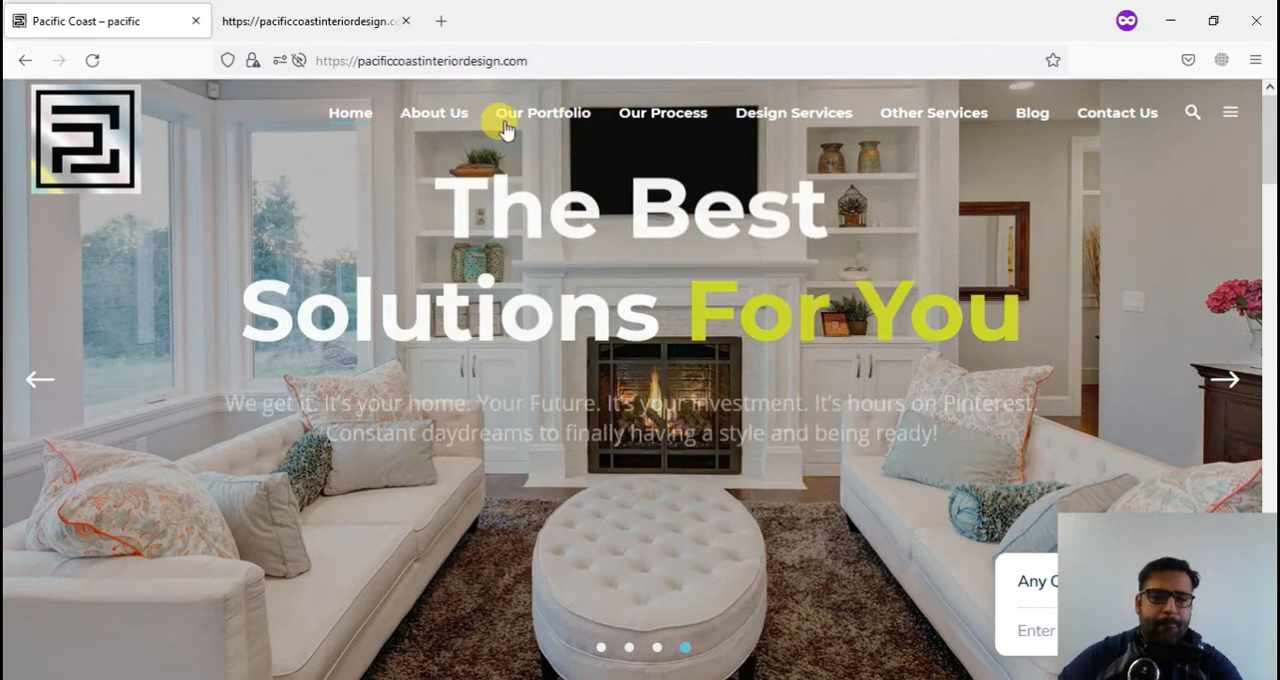 Pacific Coast – pacific
https://pacificcoastinteriordesign.c
https://pacificcoastinteriordesign.com
Home About Us Our Portfolio Our Process Design Services Other Services Blog Contact Us
The Best
Solutions For You
We get it. It's your home. Your Future. It's your investment. It's hours on Pinterest.
Constant daydreams to finally having a style and being ready!
Any
Enter